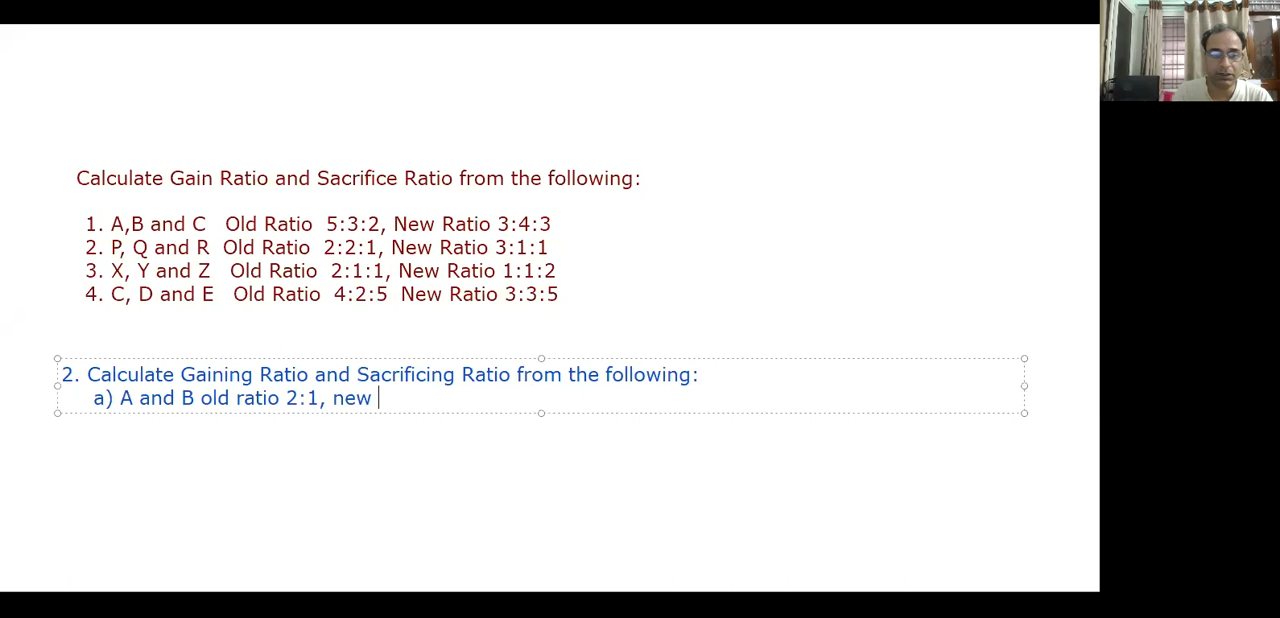 Calculate Gain Ratio and Sacrifice Ratio from the following:
1. A,B and C Old Ratio 5:3:2, New Ratio 3:4:3
2. P, Q and R Old Ratio 2:2:1, New Ratio 3:1:1
3. X, Y and Z Old Ratio 2:1:1, New Ratio 1:1:2
4. C, D and E Old Ratio 4:2:5 New Ratio 3:3:5
2. Calculate Gaining Ratio and Sacrificing Ratio from the following:
a) A and B old ratio 2:1, new